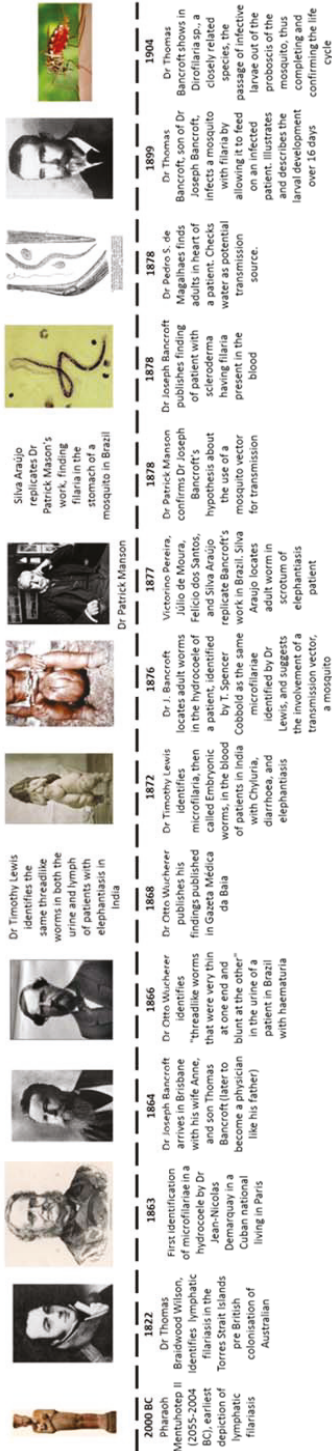 2000 BC
Pharaoh
Mentuhotep II
(2055-2004
BC), earliest
depiction of
lymphatic
filariasis
1822
Dr Thomas
Braidwood Wilson,
Identifies lymphatic
filariasis in the
Torres Strait Islands
pre British
colonisation of
Australian
1863
First identification
of microfilariae in a
hydrocoele by Dr
Jean-Nicolas
Demarquay in a
Cuban national
living in Paris
1864
Dr Joseph Bancroft
arrives in Brisbane
with his wife Anne,
and son Thomas
Bancroft (later to
become a physician
like his father)
1866
Dr Otto Wucherer
identifies
"threadlike worms
that were very thin
at one end and
blunt at the other"
in the urine of a
patient in Brazil
with haematuria
Dr Timothy Lewis
identifies the
same threadlike
worms in both the
urine and lymph
of patients with
elephantiasis in
India
1868
Dr Otto Wucherer
publishes his
findings published
in Gazeta Médica
da Baia
1872
Dr Timothy Lewis
identifies
microfilaria, then
called Embryonic
worms, in the blood
of patients in India
with Chyluria,
diarrhoea, and
elephantiasis
1876
Dr J. Bancroft
locates adult worms
in the hydrocoele of
a patient, identified
by T. Spencer
Cobbold as the same
microfilariae
identified by Dr
Lewis, and suggests
the involvement of a
transmission vector,
a mosquito
Dr Patrick Manson
1877
Victorino Pereira,
Júlio de Moura,
Felicio dos Santos,
and Silva Araújo
replicate Bancroft's
work in Brazil. Silva
Araujo locates
adult worm in
scrotum of
elephantiasis
patient
Silva Araújo
replicates Dr
Patrick Mason's
work, finding
filaria in the
stomach of a
mosquito in Brazil
1878
Dr Patrick Manson
confirms Dr Joseph
Bancroft's
hypothesis about
the use of a
mosquito vector
for transmission
1878
Dr Joseph Bancroft
publishes finding
of patient with
scleroderma
having filaria
present in the
blood
1878
Dr Pedro S. de
Magalhaes finds
adults in heart of
a patient. Checks
water as potential
transmission
source.
1899
Dr Thomas
Bancroft, son of Dr
Joseph Bancroft,
infects a mosquito
with filaria by
allowing it to feed
on an infected
patient. Illustrates
and describes the
larval development
over 16 days
1904
Dr Thomas
Bancroft shows in
Dirofilaria sp., a
closely related
species, the
passage of infective
larvae out of the
proboscis of the
mosquito, thus
completing and
confirming the life
cycle